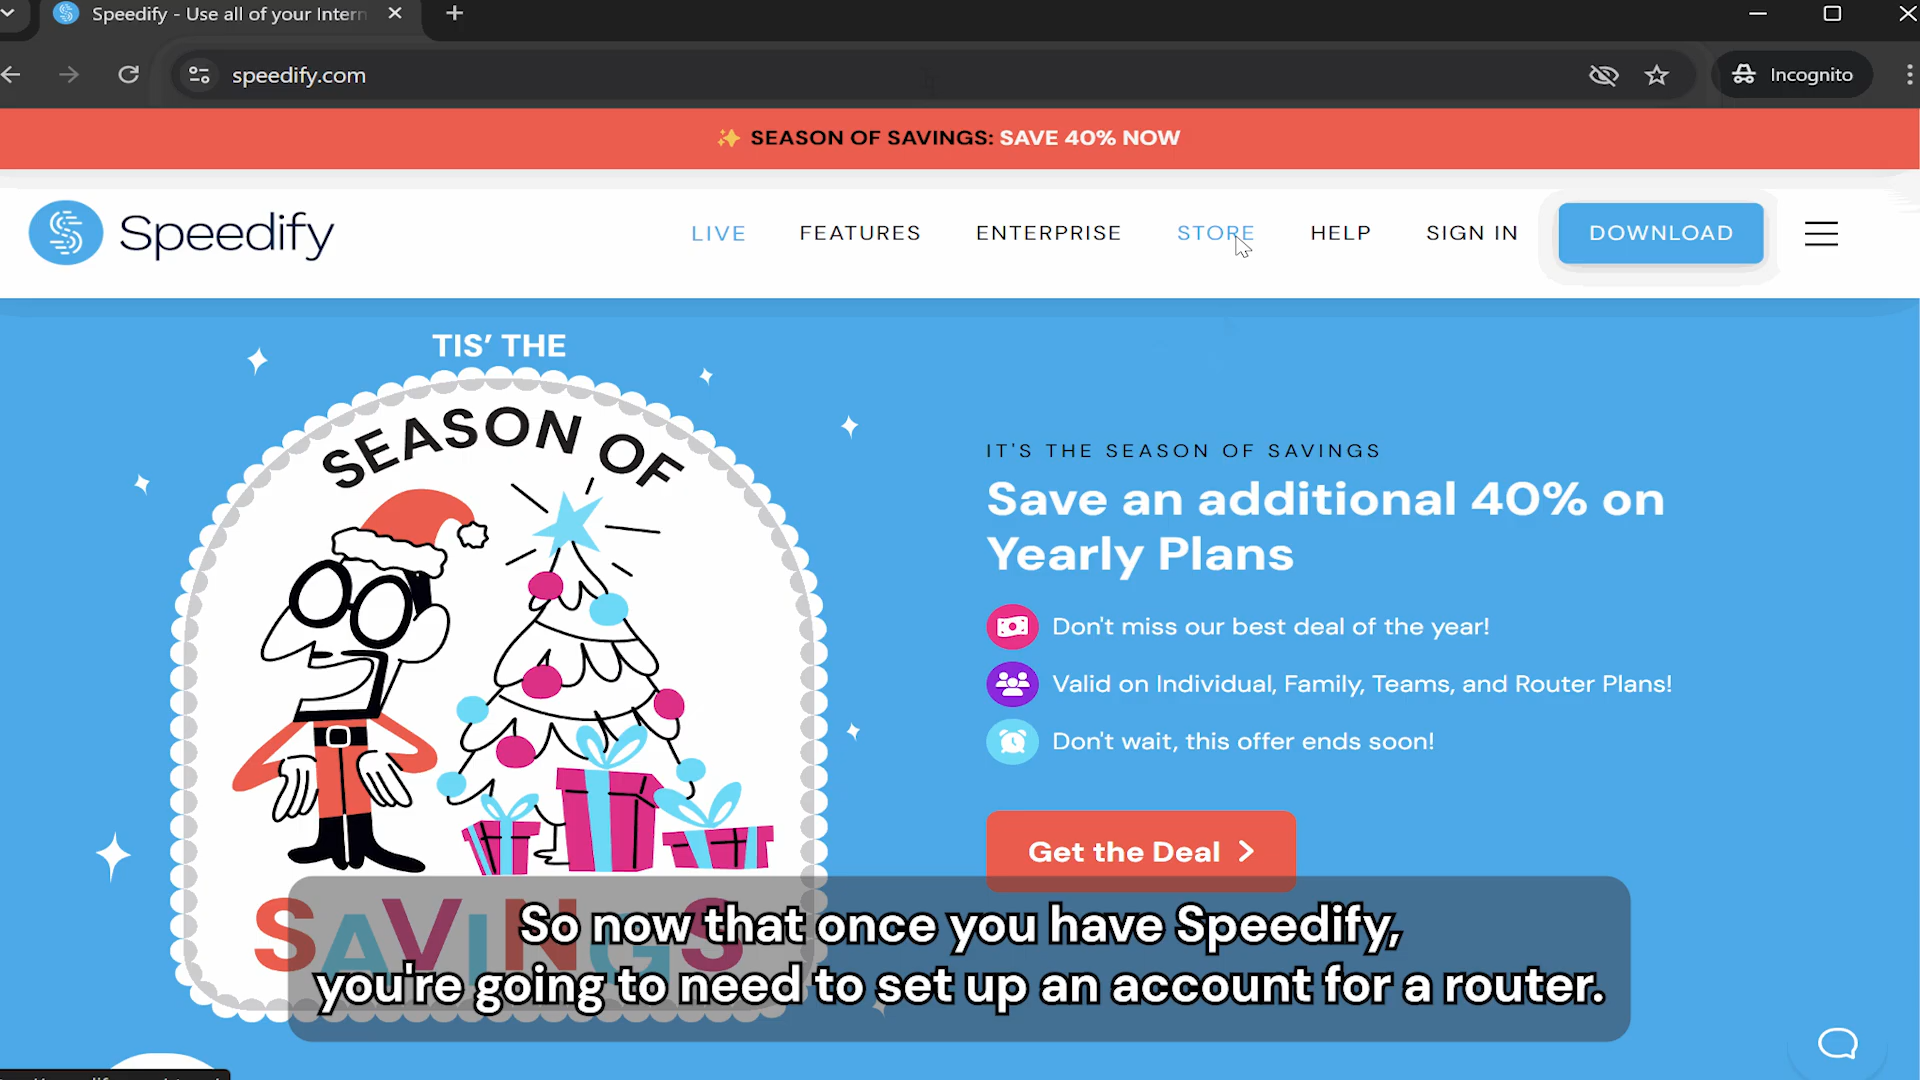 Speedify - Use all of your Intern
speedify.com
Incognito
✨ SEASON OF SAVINGS: SAVE 40% NOW
Speedify
LIVE
FEATURES
ENTERPRISE
STORE
HELP
SIGN IN
DOWNLOAD
TIS’ THE
SEASON OF
SAVINGS
IT'S THE SEASON OF SAVINGS
Save an additional 40% on
Yearly Plans
Don't miss our best deal of the year!
Valid on Individual, Family, Teams, and Router Plans!
Don't wait, this offer ends soon!
Get the Deal
So now that once you have Speedify,
you're going to need to set up an account for a router.